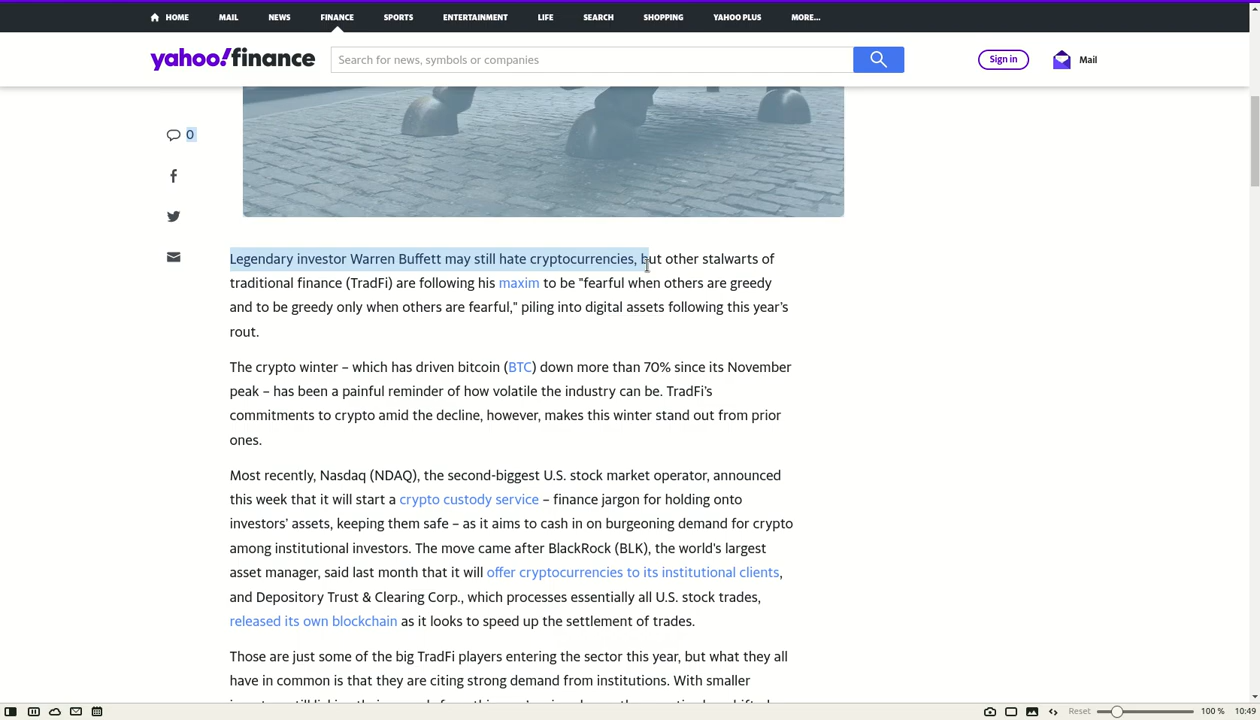 HOME MAIL NEWS FINANCE SPORTS ENTERTAINMENT LIFE SEARCH SHOPPING YAHOO PLUS MORE...
yahoo!finance
Search for news, symbols or companies
Sign in
Mail
0
Legendary investor Warren Buffett may still hate cryptocurrencies, but other stalwarts of
traditional finance (TradFi) are following his maxim to be "fearful when others are greedy
and to be greedy only when others are fearful," piling into digital assets following this year's
rout.
The crypto winter – which has driven bitcoin (BTC) down more than 70% since its November
peak – has been a painful reminder of how volatile the industry can be. TradFi's
commitments to crypto amid the decline, however, makes this winter stand out from prior
ones.
Most recently, Nasdaq (NDAQ), the second-biggest U.S. stock market operator, announced
this week that it will start a crypto custody service – finance jargon for holding onto
investors' assets, keeping them safe – as it aims to cash in on burgeoning demand for crypto
among institutional investors. The move came after BlackRock (BLK), the world's largest
asset manager, said last month that it will offer cryptocurrencies to its institutional clients,
and Depository Trust & Clearing Corp., which processes essentially all U.S. stock trades,
released its own blockchain as it looks to speed up the settlement of trades.
Those are just some of the big TradFi players entering the sector this year, but what they all
have in common is that they are citing strong demand from institutions. With smaller
Reset 100 % 10:49